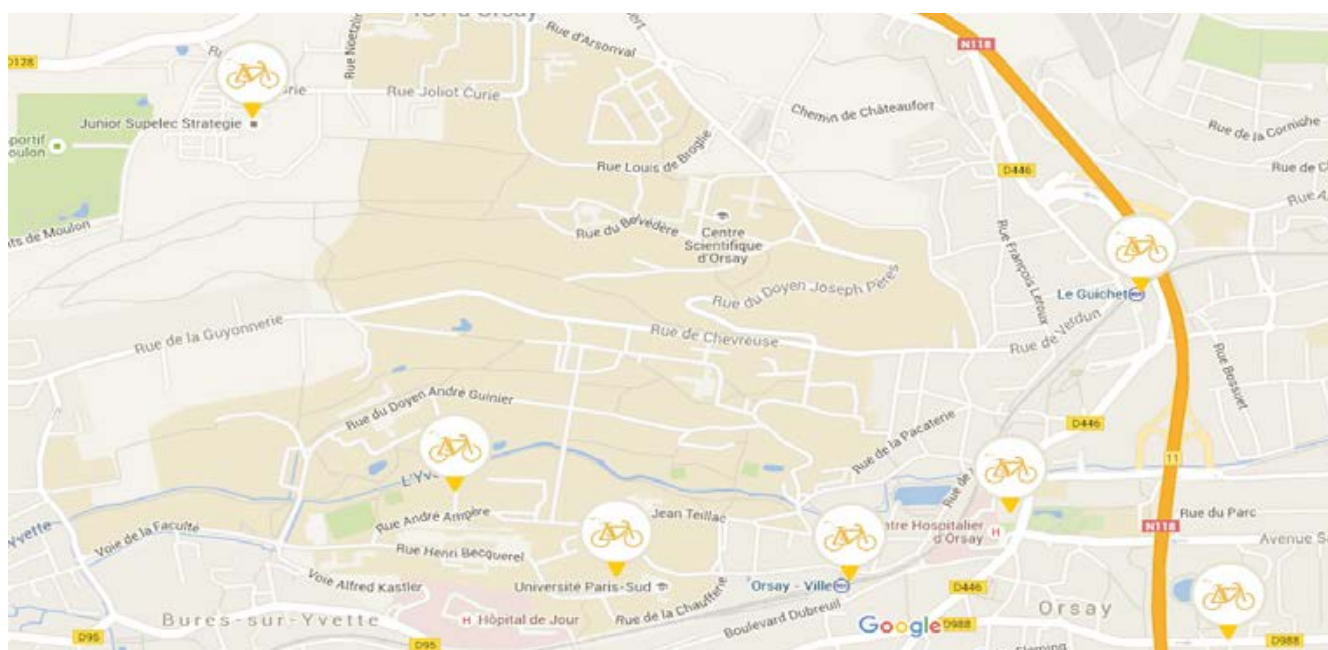 D128
Rue Noetzlin
Rue d'Arsonval
N118
Rue Joliot Curie
Chemin de Châteaufort
Junior Supelec Strategie
Rue de la Corniche
Rue Louis de Broglie
D446
Rue du Belvédère
Centre
Scientifique
d'Orsay
Rue François Leroux
Rue du Doyen Joseph Pères
Le Guichet
Rue de la Guyonnerie
Rue de Chevreuse
Rue de Verdun
Rue Bossuet
Rue du Doyen André Guinier
D446
Rue de la Pacaterie
11
Rue André Ampère
Jean Teillac
Voie de la Faculté
Rue Henri Becquerel
Hospitalier
d'Orsay
H
N118
Rue du Parc
Avenue
Voie Alfred Kastler
Université Paris-Sud
Orsay - Ville
D446
Rue de la Chaufferie
Boulevard Dubreuil
Orsay
Bures-sur-Yvette
H Hôpital de Jour
Google
D988
D95
D95
D988